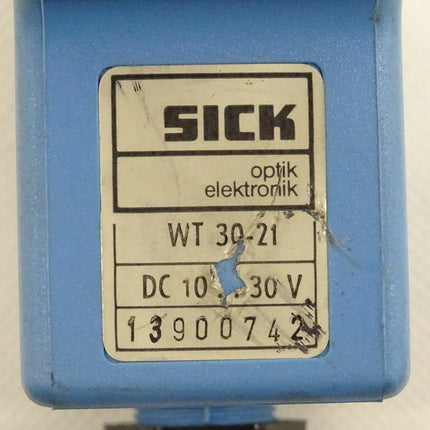 SICK
optik
elektronik
WT 30-21
DC 10...30 V
13900742